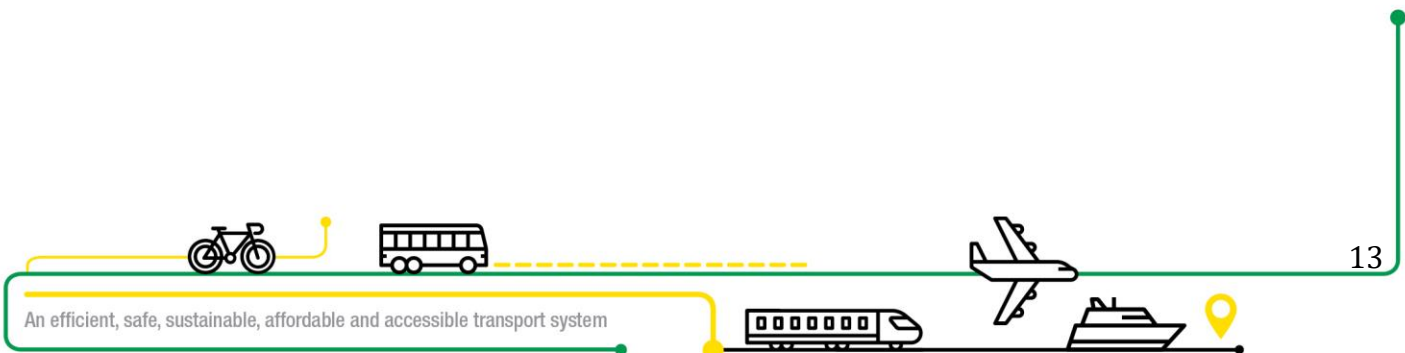 13
An efficient, safe, sustainable, affordable and accessible transport system